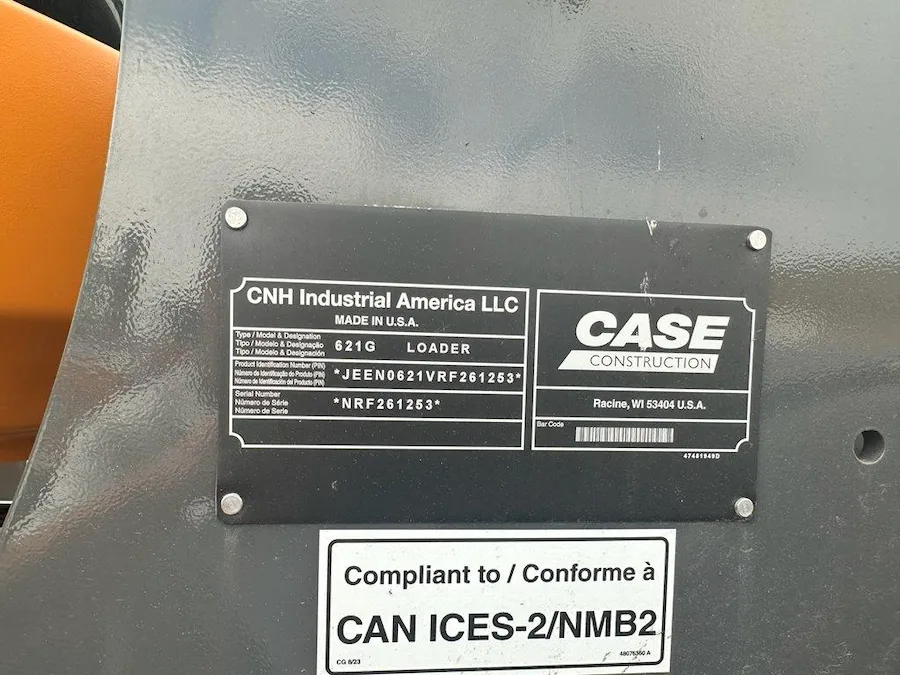 CNH Industrial America LLC
MADE IN U.S.A.
Type / Model & Designation
Tipo / Modelo & Designação
Tipo / Modelo & Designación
621G LOADER
Product Identification Number (PIN)
Número de Identificação do Produto (PIN)
Número de Identificación del Producto (PIN)
*JEEN0621VRF261253*
Serial Number
Número de Série
Número de Serie
*NRF261253*
CASE
CONSTRUCTION
Racine, WI 53404 U.S.A.
Bar Code
47481949D
Compliant to / Conforme à
CAN ICES-2/NMB2
CG 8/23